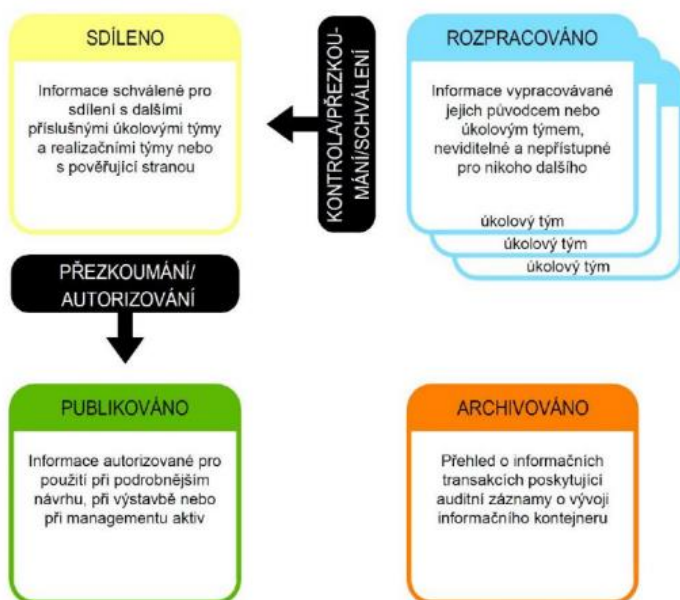 SDÍLENO
Informace schválené pro
sdílení s dalšími
příslušnými úkolovými týmy
a realizačními týmy nebo
s pověřující stranou
KONTROLA/PŘEZKOU-
MÁNÍ/SCHVÁLENÍ
ROZPRACOVÁNO
Informace vypracovávané
jejich původcem nebo
úkolovým týmem,
neviditelné a nepřístupné
pro nikoho dalšího
úkolový tým
úkolový tým
úkolový tým
PŘEZKOUMÁNÍ/
AUTORIZOVÁNÍ
PUBLIKOVÁNO
Informace autorizované pro
použití při podrobnějším
návrhu, při výstavbě nebo
při managementu aktiv
ARCHIVOVÁNO
Přehled o informačních
transakcích poskytující
auditní záznamy o vývoji
informačního kontejneru